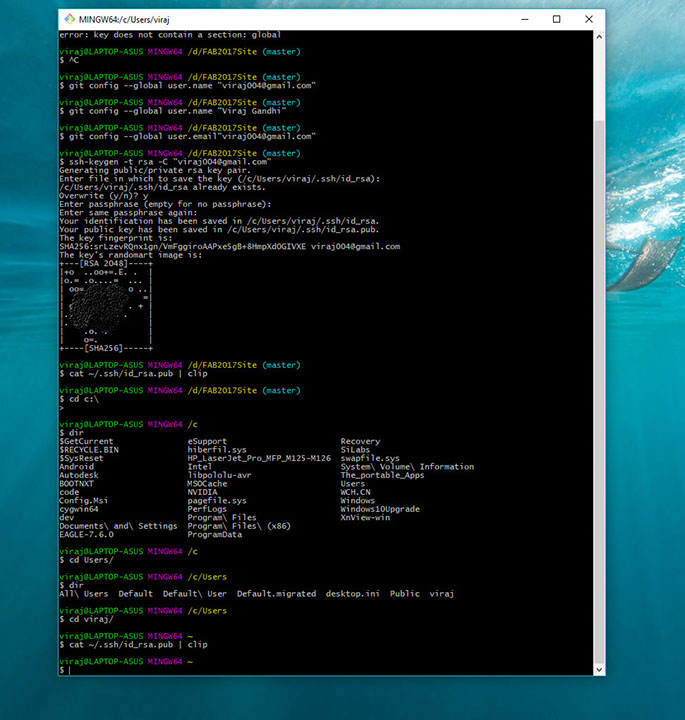 MINGW64:/c/Users/viraj
error: key does not contain a section: global
viraj@LAPTOP-ASUS MINGW64 /d/FAB2017Site (master)
$ ^C
viraj@LAPTOP-ASUS MINGW64 /d/FAB2017Site (master)
$ git config --global user.name "viraj004@gmail.com"
viraj@LAPTOP-ASUS MINGW64 /d/FAB2017Site (master)
$ git config --global user.name "Viraj Gandhi"
viraj@LAPTOP-ASUS MINGW64 /d/FAB2017Site (master)
$ git config --global user.email"viraj004@gmail.com"
viraj@LAPTOP-ASUS MINGW64 /d/FAB2017Site (master)
$ ssh-keygen -t rsa -C "viraj004@gmail.com"
Generating public/private rsa key pair.
Enter file in which to save the key (/c/Users/viraj/.ssh/id_rsa):
/c/Users/viraj/.ssh/id_rsa already exists.
Overwrite (y/n)? y
Enter passphrase (empty for no passphrase):
Enter same passphrase again:
Your identification has been saved in /c/Users/viraj/.ssh/id_rsa.
Your public key has been saved in /c/Users/viraj/.ssh/id_rsa.pub.
The key fingerprint is:
viraj004@gmail.com
The key's randomart image is:
+---[RSA 2048]----+
|+o  ..oo+=.E. .  |
|o.= .o....=  ... |
| oo= o ..|
=|
. + |
.o.
o=.
+----[SHA256]-----+
viraj@LAPTOP-ASUS MINGW64 /d/FAB2017Site (master)
$ cat ~/.ssh/id_rsa.pub | clip
viraj@LAPTOP-ASUS MINGW64 /d/FAB2017Site (master)
$ cd c:\
>
viraj@LAPTOP-ASUS MINGW64 /c
$ dir
$GetCurrent eSupport Recovery
$RECYCLE.BIN hiberfil.sys SiLabs
$SysReset HP_LaserJet_Pro_MFP_M125-M126 swapfile.sys
Android Intel System\ Volume\ Information
Autodesk libpololu-avr The_portable_Apps
BOOTNXT MSOCache Users
code NVIDIA WCH.CN
Config.Msi pagefile.sys Windows
cygwin64 PerfLogs Windows10Upgrade
dev Program\ Files XnView-win
Documents\ and\ Settings Program\ Files\ (x86)
EAGLE-7.6.0 ProgramData
viraj@LAPTOP-ASUS MINGW64 /c
$ cd Users/
viraj@LAPTOP-ASUS MINGW64 /c/Users
$ dir
All\ Users Default Default\ User Default.migrated desktop.ini Public viraj
viraj@LAPTOP-ASUS MINGW64 /c/Users
$ cd viraj/
viraj@LAPTOP-ASUS MINGW64 ~
$ cat ~/.ssh/id_rsa.pub | clip
viraj@LAPTOP-ASUS MINGW64 ~
$